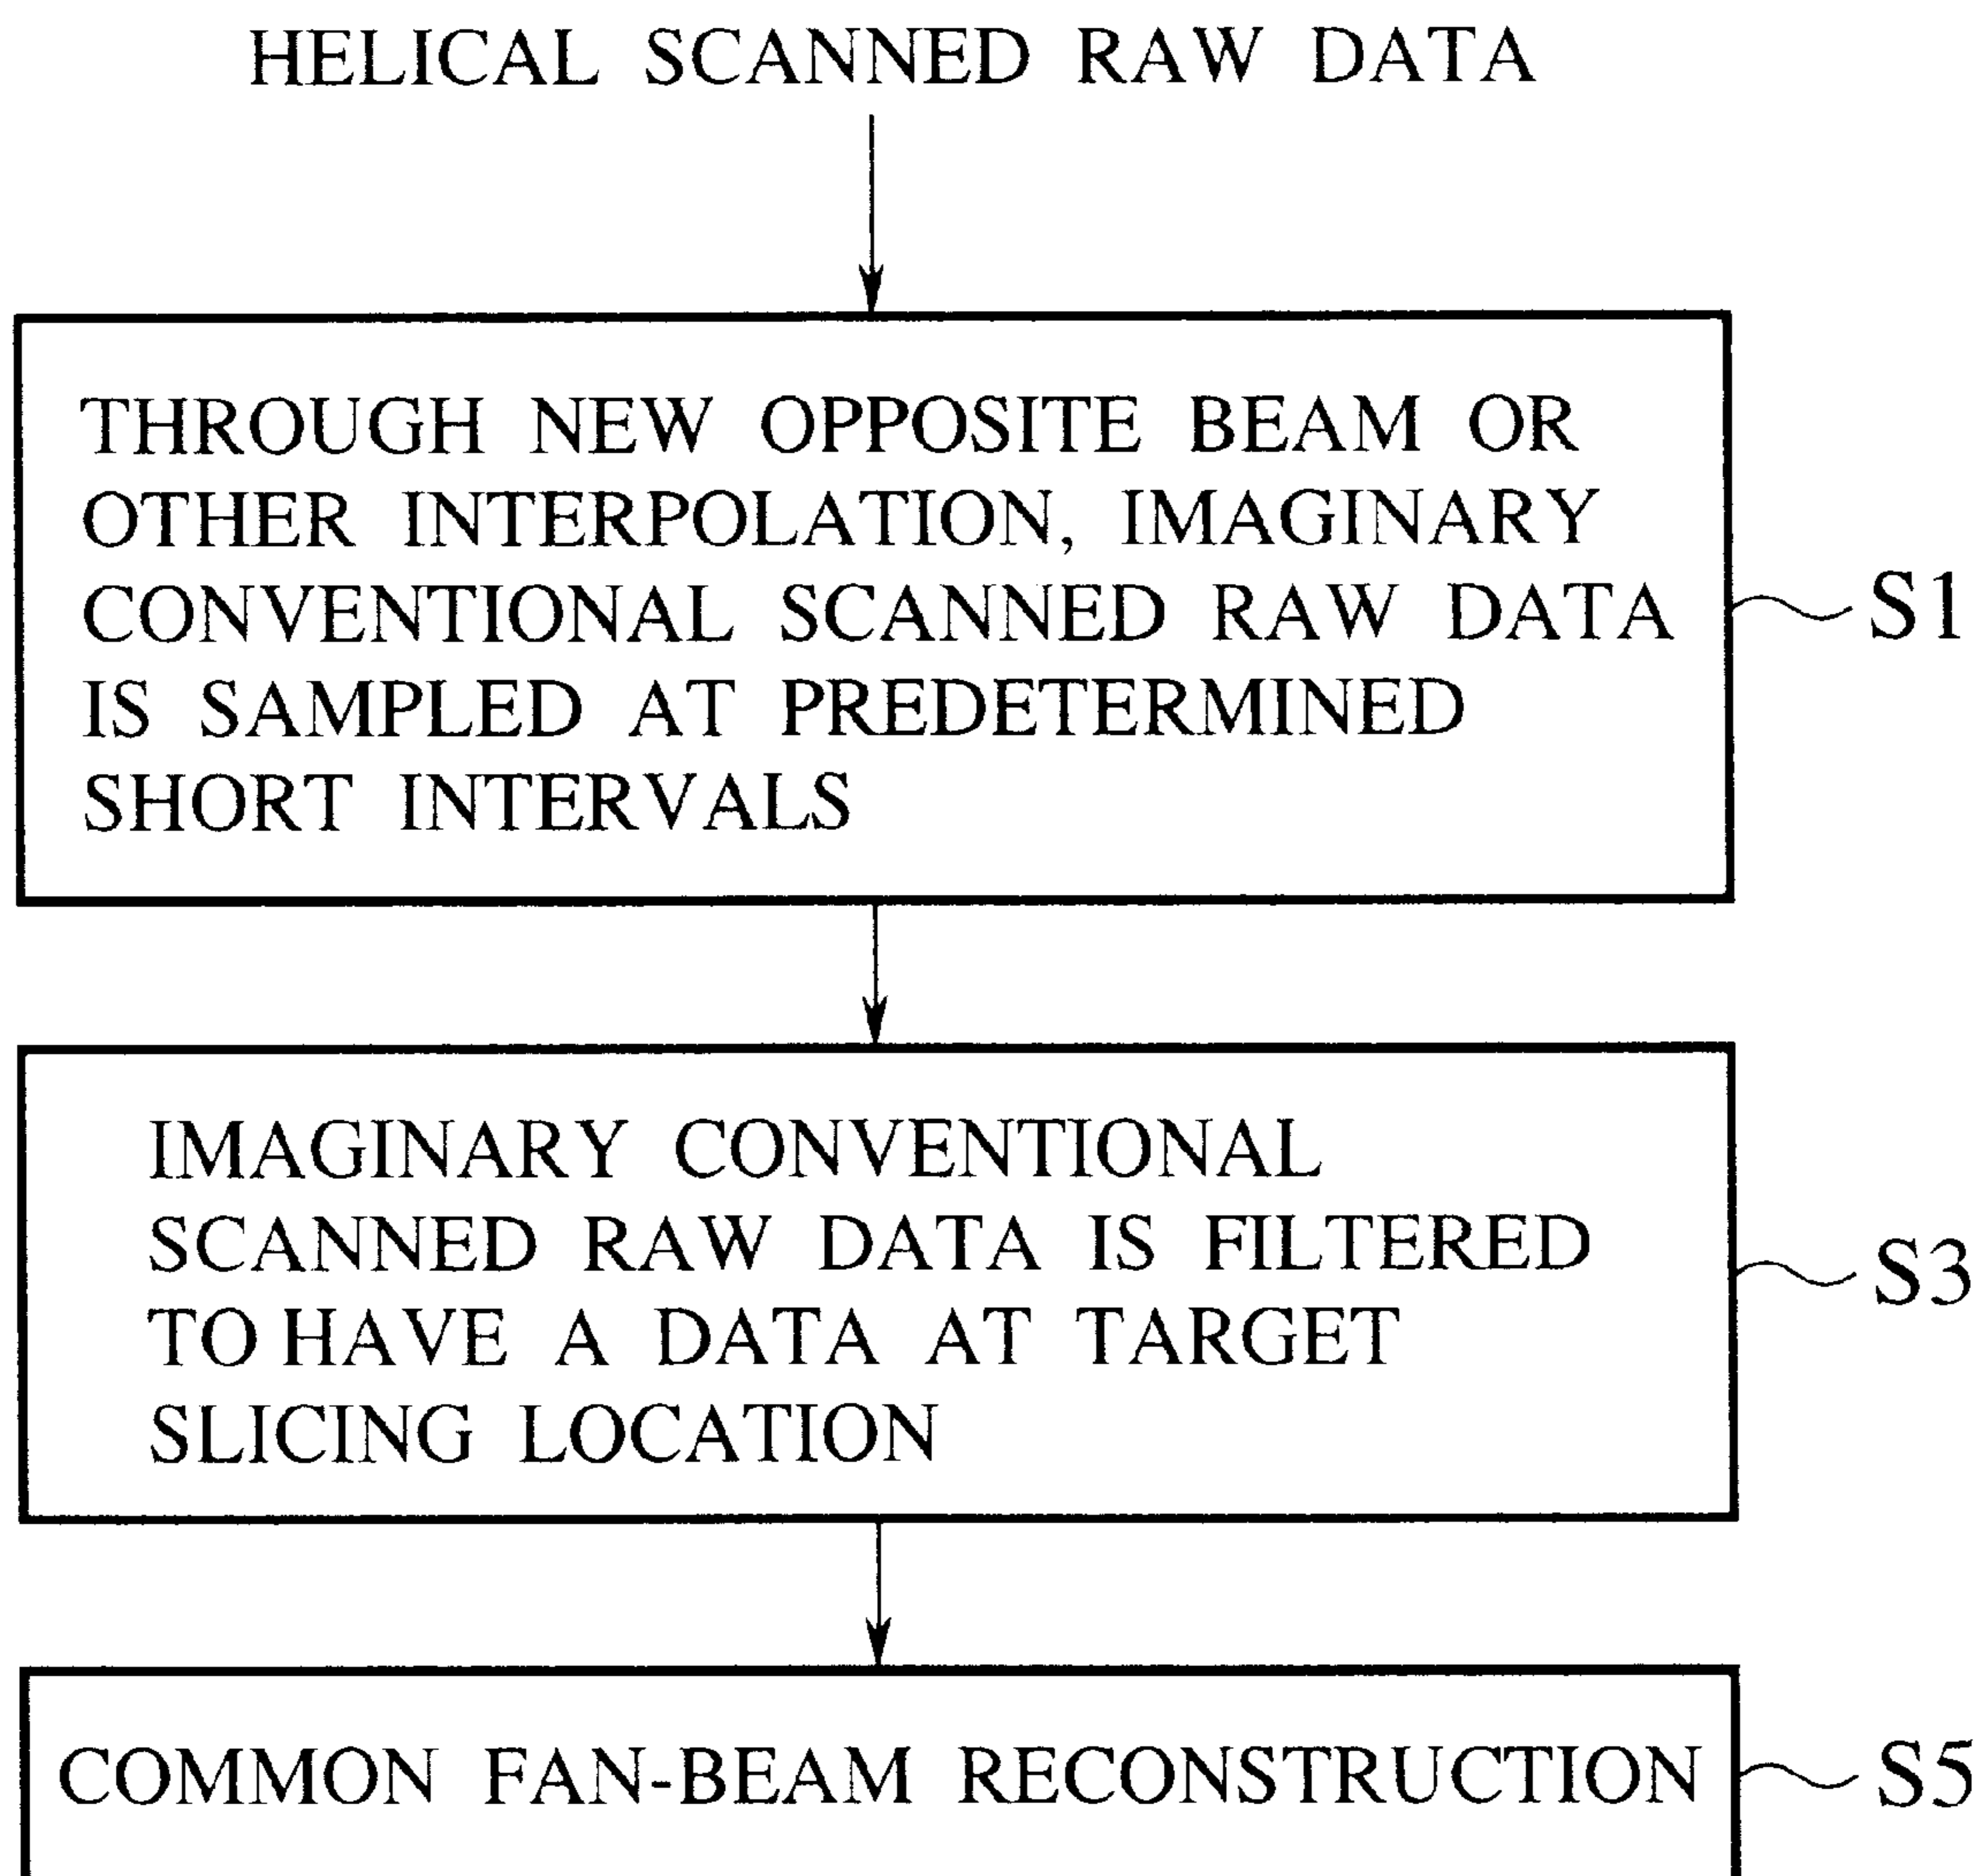 HELICAL SCANNED RAW DATA
THROUGH NEW OPPOSITE BEAM OR
OTHER INTERPOLATION, IMAGINARY
CONVENTIONAL SCANNED RAW DATA
IS SAMPLED AT PREDETERMINED
SHORT INTERVALS
S1
IMAGINARY CONVENTIONAL
SCANNED RAW DATA IS FILTERED
TO HAVE A DATA AT TARGET
SLICING LOCATION
S3
COMMON FAN-BEAM RECONSTRUCTION
S5